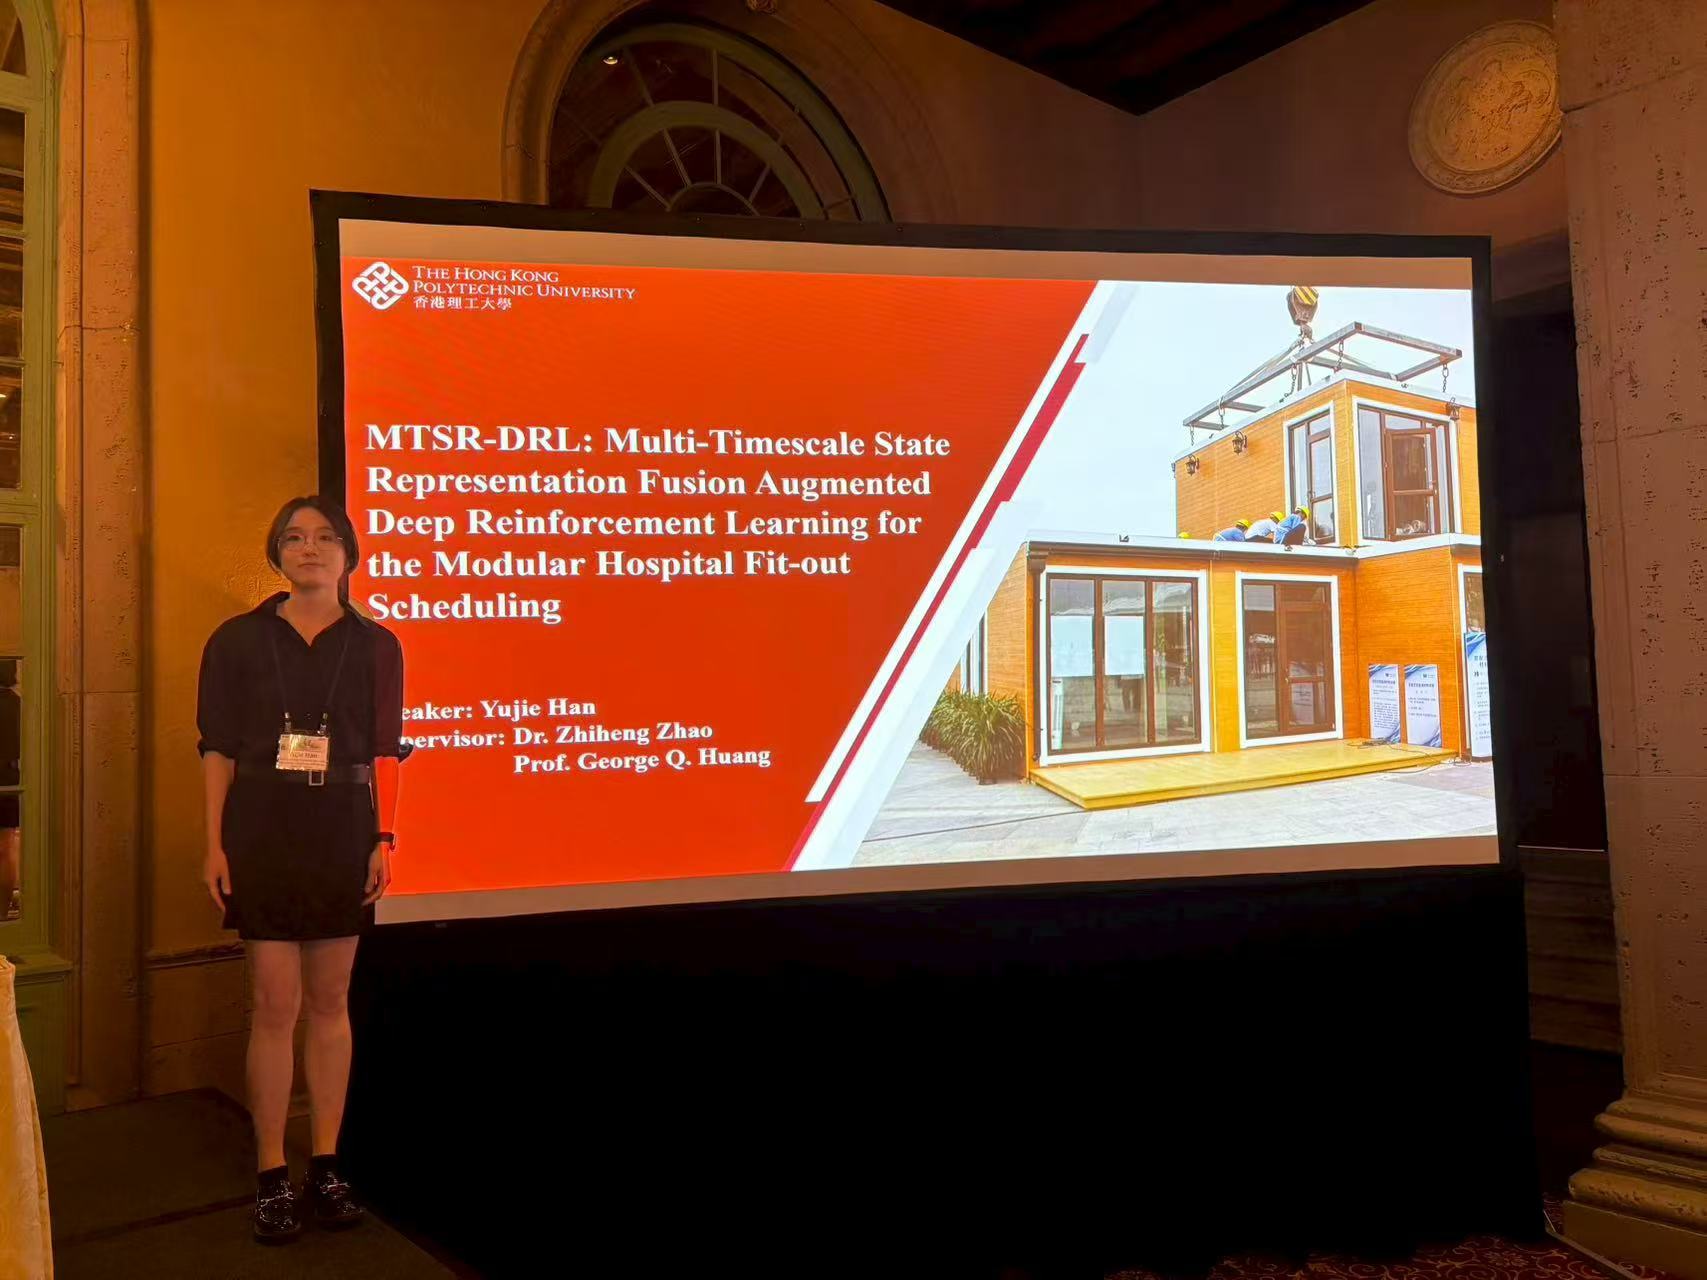 THE HONG KONG
POLYTECHNIC UNIVERSITY
香港理工大學
MTSR-DRL: Multi-Timescale State
Representation Fusion Augmented
Deep Reinforcement Learning for
the Modular Hospital Fit-out
Scheduling
eaker: Yujie Han
pervisor: Dr. Zhiheng Zhao
Prof. George Q. Huang